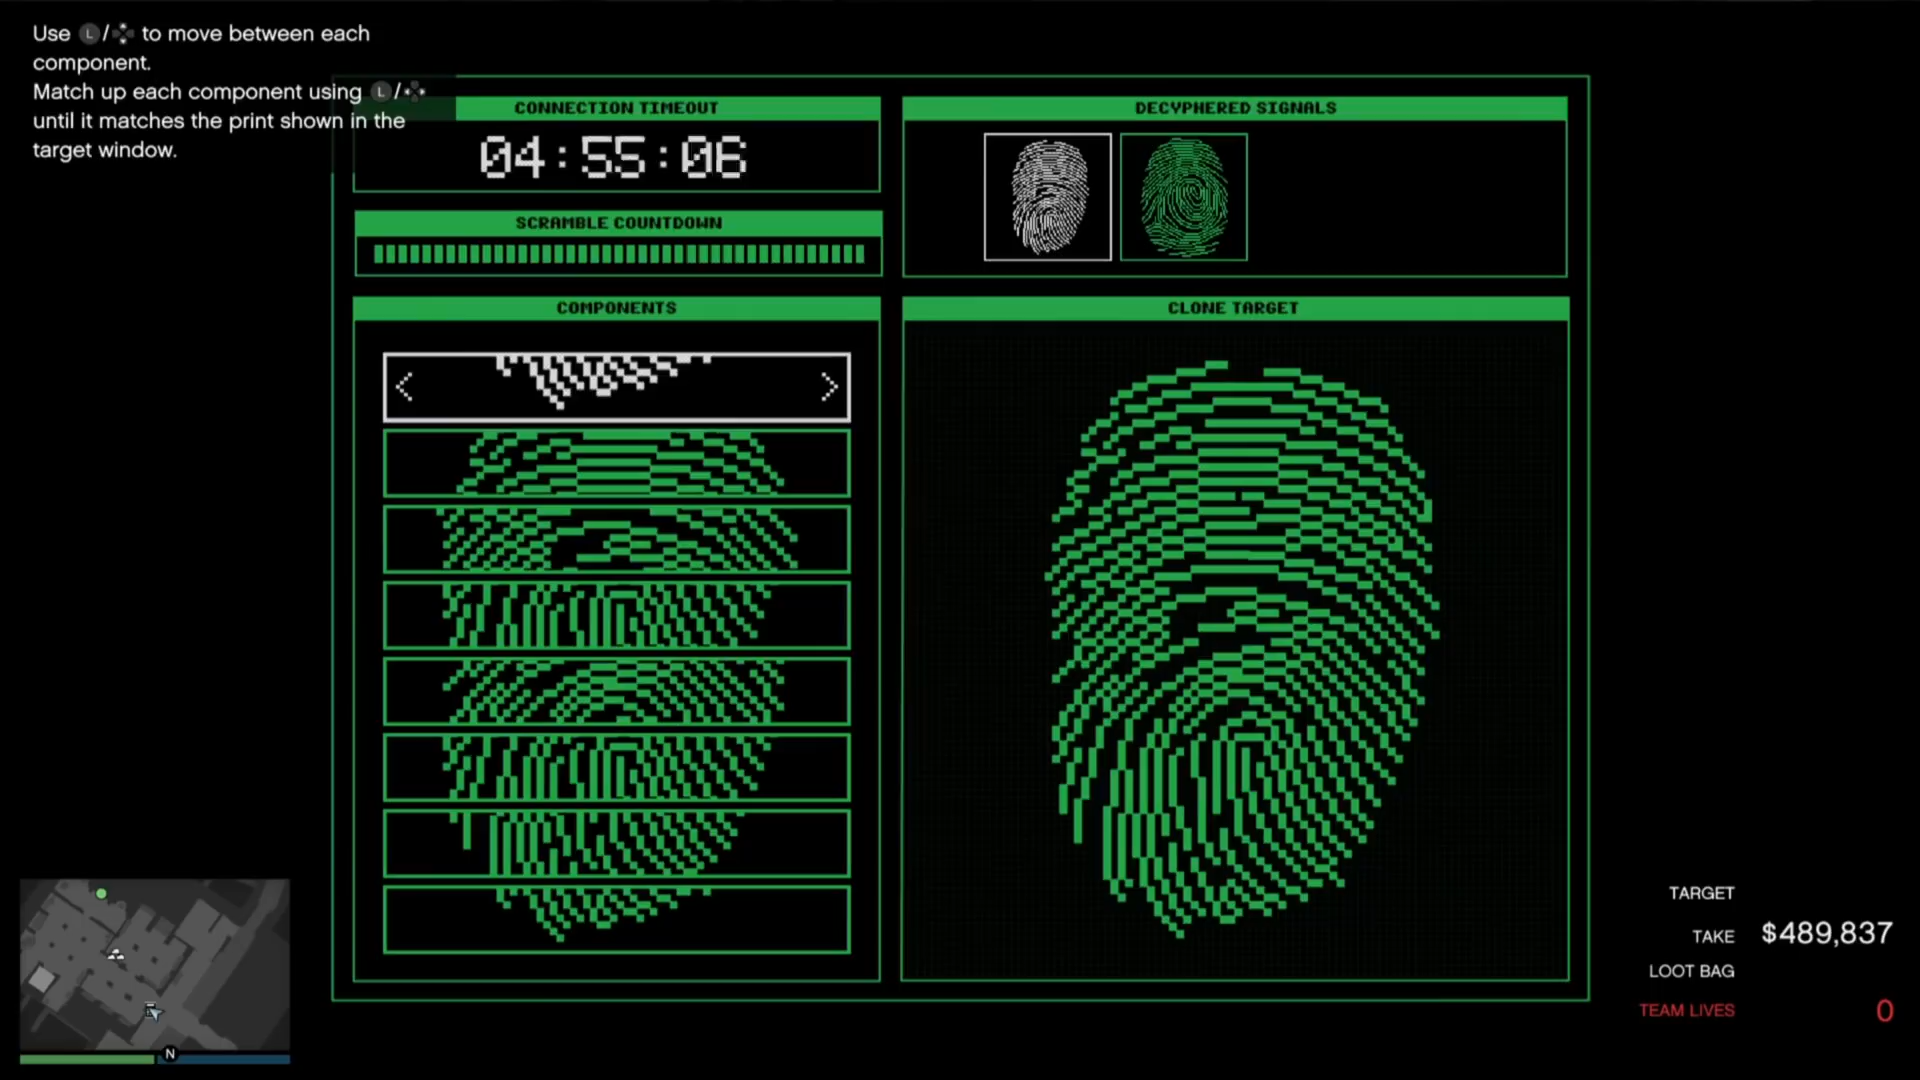 Use L / to move between each
component.
Match up each component using L /
until it matches the print shown in the
target window.
CONNECTION TIMEOUT
04:55:06
SCRAMBLE COUNTDOWN
COMPONENTS
DECYPHERED SIGNALS
CLONE TARGET
TARGET
TAKE $489,837
LOOT BAG
TEAM LIVES 0
N